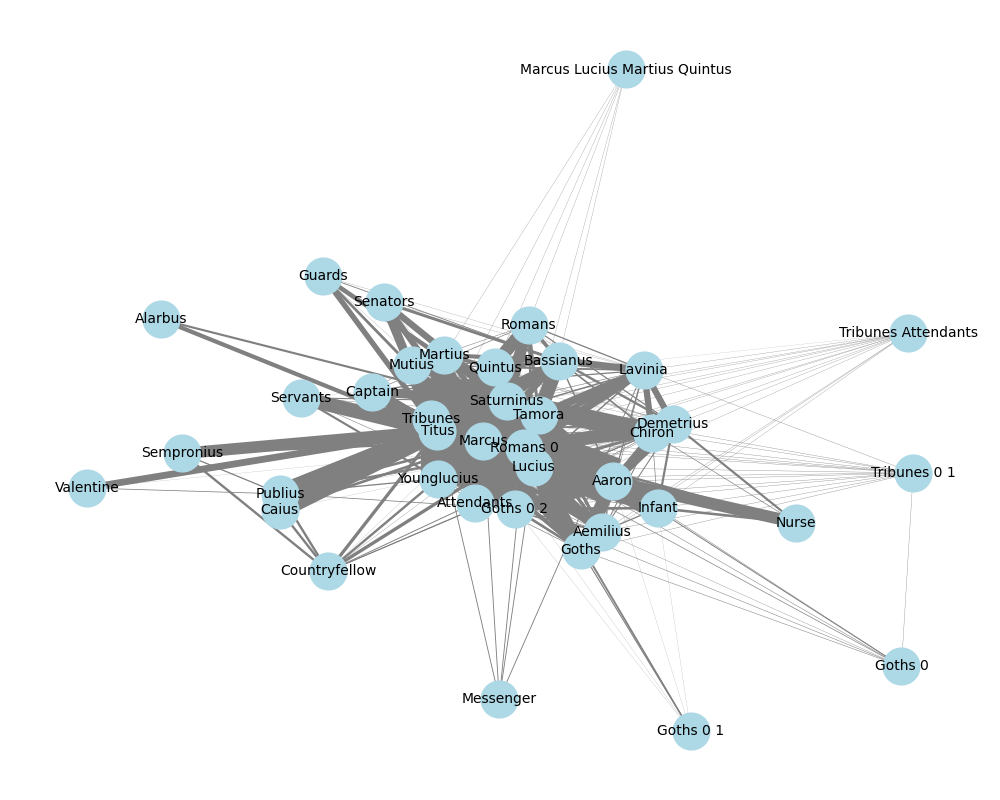 Marcus Lucius Martius Quintus
Guards
Senators
Alarbus
Romans
Tribunes Attendants
Martius
Mutius
Quintus
Bassianus
Lavinia
Captain
Servants
Saturninus
Tribunes
Tamora
Titus
Demetrius
Chiron
Marcus
Romans 0
Sempronius
Lucius
Tribunes 0 1
Younglucius
Aaron
Valentine
Publius
Caius
Attendants
Goths 0 2
Infant
Nurse
Aemilius
Goths
Countryfellow
Goths 0
Messenger
Goths 0 1